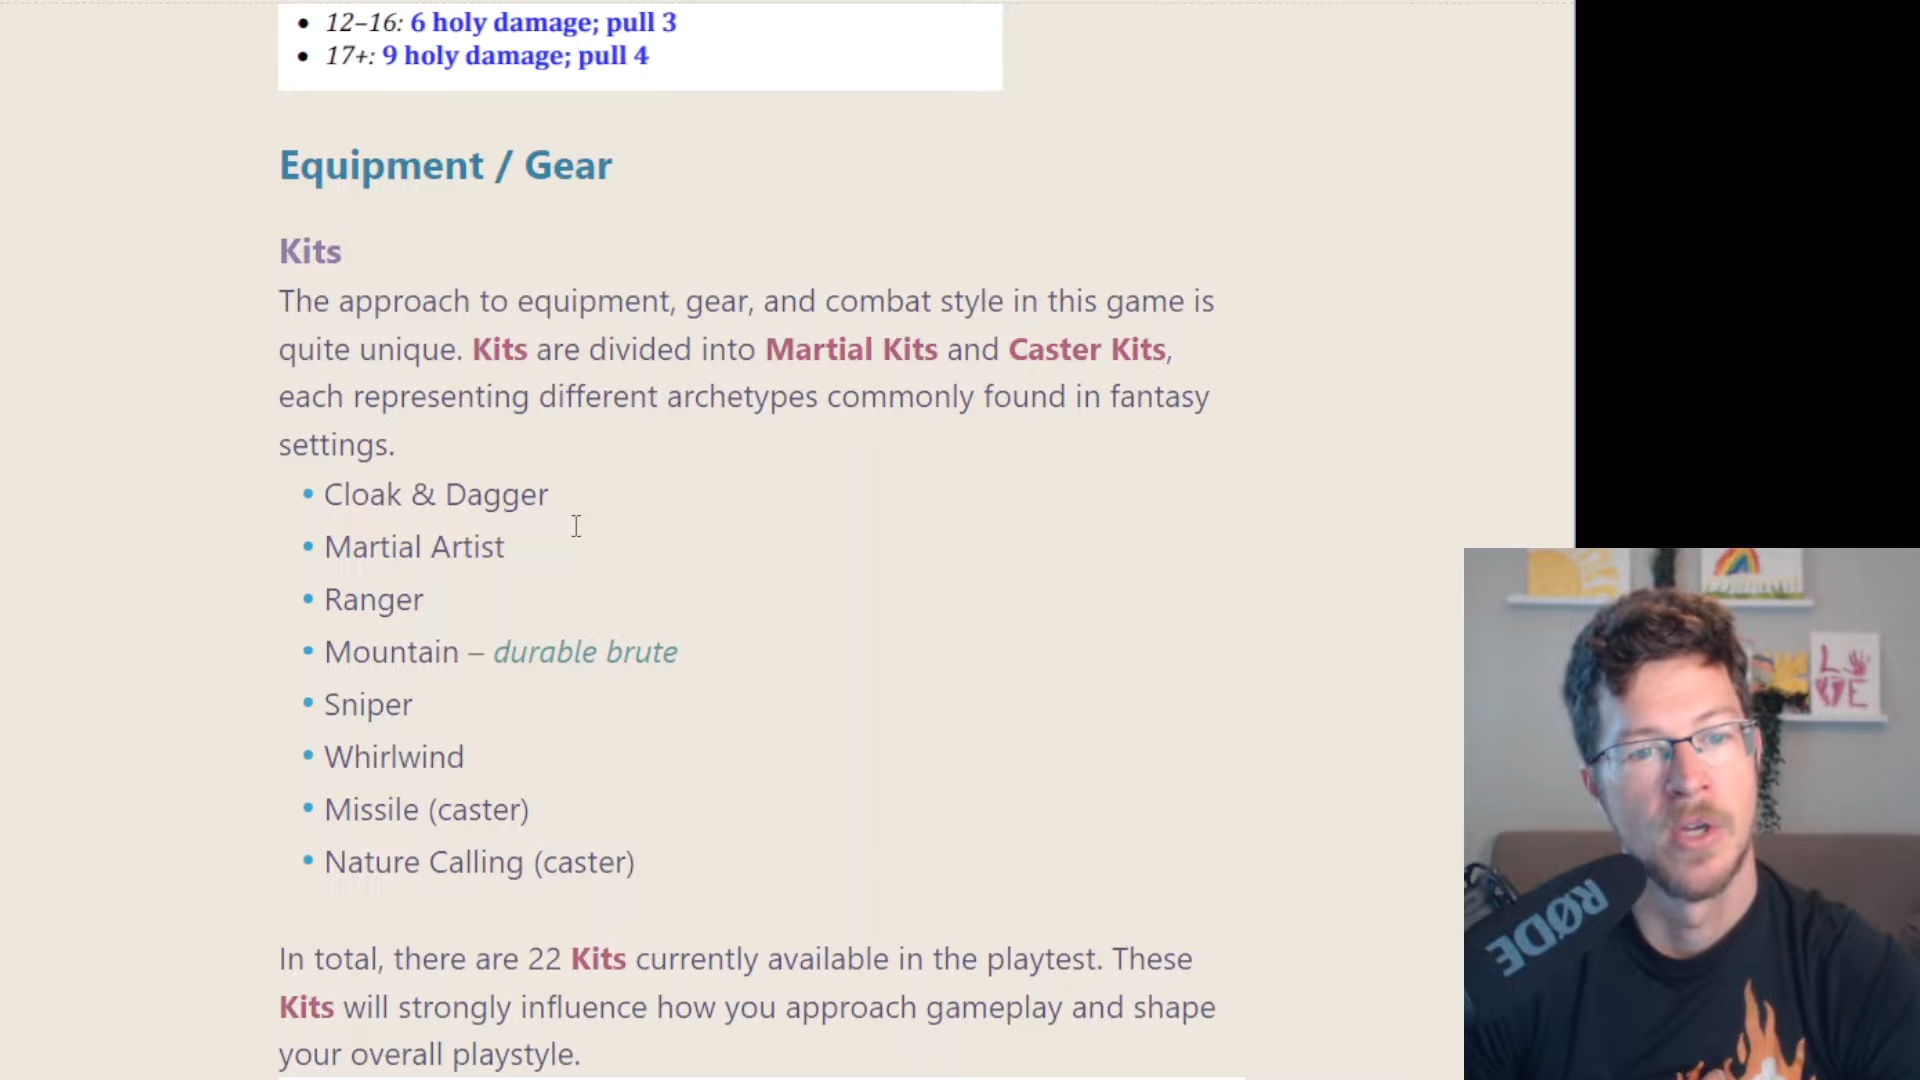 • 12–16: 6 holy damage; pull 3
• 17+: 9 holy damage; pull 4
Equipment / Gear
Kits
The approach to equipment, gear, and combat style in this game is
quite unique. Kits are divided into Martial Kits and Caster Kits,
each representing different archetypes commonly found in fantasy
settings.
• Cloak & Dagger
• Martial Artist
• Ranger
• Mountain – durable brute
• Sniper
• Whirlwind
• Missile (caster)
• Nature Calling (caster)
In total, there are 22 Kits currently available in the playtest. These
Kits will strongly influence how you approach gameplay and shape
your overall playstyle.
L
VE
RØDE